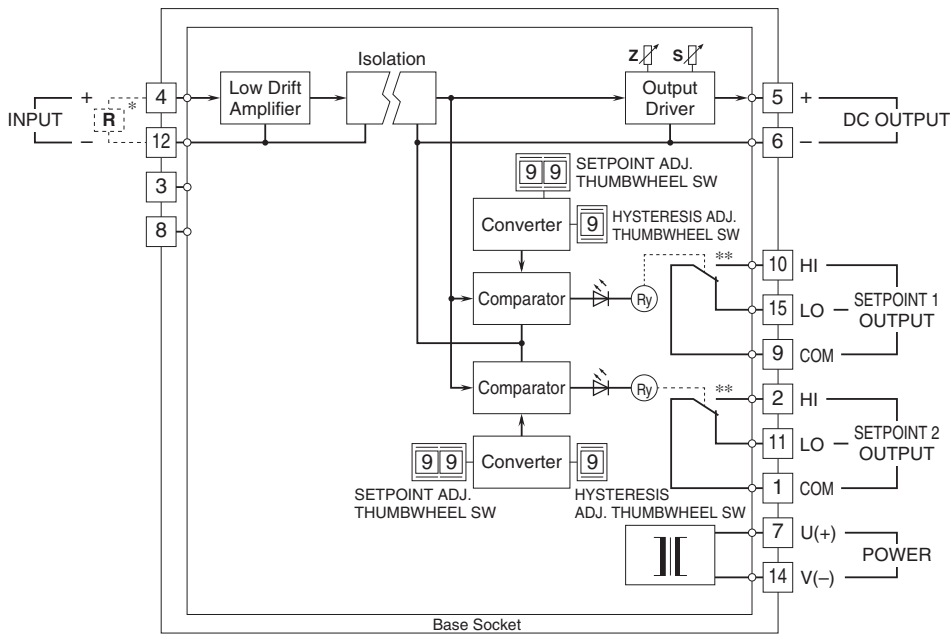 Isolation
Z S
Low Drift
Amplifier
Output
Driver
INPUT
+
R *
–
4
12
3
8
5 +
6 –
DC OUTPUT
9 9
SETPOINT ADJ.
THUMBWHEEL SW
Converter
9
HYSTERESIS ADJ.
THUMBWHEEL SW
Comparator
Ry
**
10 HI
15 LO
9 COM
SETPOINT 1
OUTPUT
Comparator
Ry
**
2 HI
11 LO
1 COM
SETPOINT 2
OUTPUT
9 9
Converter
9
SETPOINT ADJ.
THUMBWHEEL SW
HYSTERESIS
ADJ. THUMBWHEEL SW
7 U(+)
14 V(–)
POWER
Base Socket